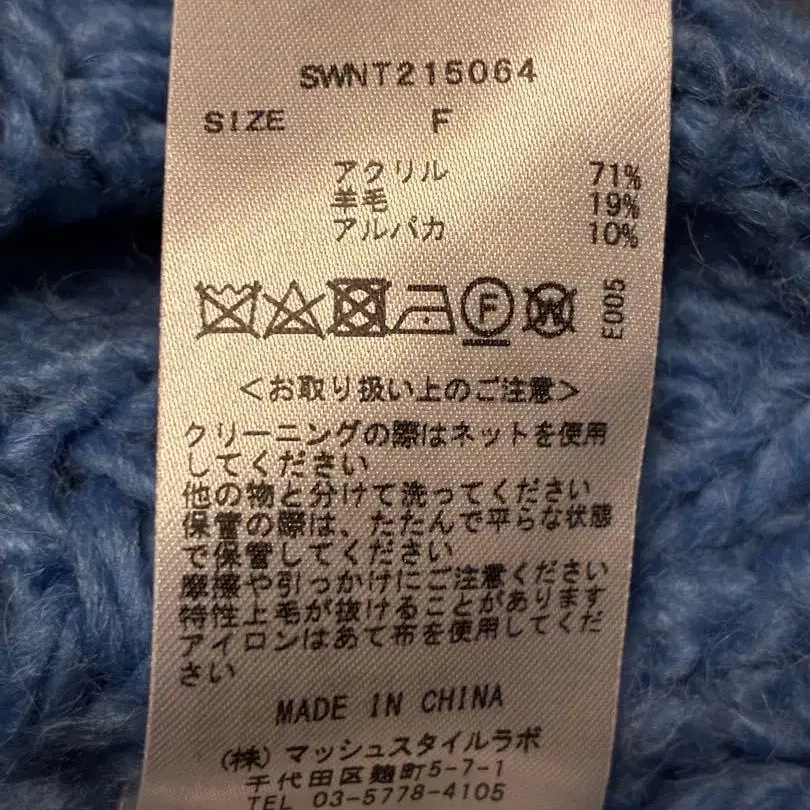 SWNT215064
SIZE F
アクリル 71%
羊毛 19%
アルパカ 10%
F W E005
<お取り扱い上のご注意>
クリーニングの際はネットを使用
してください
他の物と分けて洗ってください
保管の際は、たたんで平らな状態
で保管してください
摩擦や引っかけにご注意ください
特性上毛が抜けることがあります
アイロンはあて布を使用してくだ
さい
MADE IN CHINA
(株)マッシュスタイルラボ
千代田区麹町5-7-1
TEL 03-5778-4105